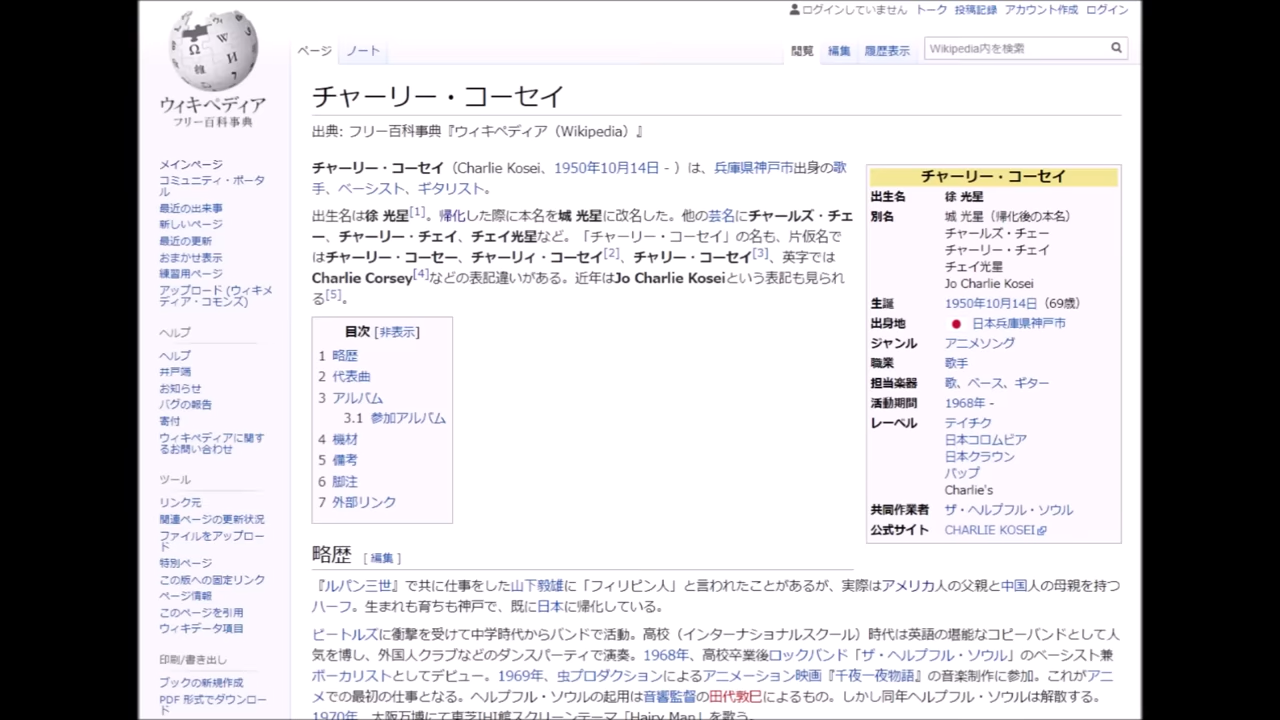 ログインしていません トーク 投稿記録 アカウント作成 ログイン
ページ ノート 閲覧 編集 履歴表示 Wikipedia内を検索
ウィキペディア
フリー百科事典
メインページ
コミュニティ・ポータ
ル
最近の出来事
新しいページ
最近の更新
おまかせ表示
練習用ページ
アップロード (ウィキメ
ディア・コモンズ)
ヘルプ
ヘルプ
井戸端
お知らせ
バグの報告
寄付
ウィキペディアに関す
るお問い合わせ
ツール
リンク元
関連ページの更新状況
ファイルをアップロー
ド
特別ページ
この版への固定リンク
ページ情報
このページを引用
ウィキデータ項目
印刷/書き出し
ブックの新規作成
PDF 形式でダウンロー
ド
チャーリー・コーセイ
出典: フリー百科事典『ウィキペディア（Wikipedia）』
チャーリー・コーセイ（Charlie Kosei、1950年10月14日 - ）は、兵庫県神戸市出身の歌
手、ベーシスト、ギタリスト。
出生名は徐 光星[1]。帰化した際に本名を城 光星に改名した。他の芸名にチャールズ・チェ
ー、チャーリー・チェイ、チェイ光星など。「チャーリー・コーセイ」の名も、片仮名で
はチャーリー・コーセー、チャーリィ・コーセイ[2]、チャリー・コーセイ[3]、英字では
Charlie Corsey[4]などの表記違いがある。近年はJo Charlie Koseiという表記も見られ
る[5]。
目次 [非表示]
1 略歴
2 代表曲
3 アルバム
3.1 参加アルバム
4 機材
5 備考
6 脚注
7 外部リンク
チャーリー・コーセイ
出生名 徐 光星
別名 城 光星（帰化後の本名）
チャールズ・チェー
チャーリー・チェイ
チェイ光星
Jo Charlie Kosei
生誕 1950年10月14日（69歳）
出身地 日本兵庫県神戸市
ジャンル アニメソング
職業 歌手
担当楽器 歌、ベース、ギター
活動期間 1968年 -
レーベル テイチク
日本コロムビア
日本クラウン
バップ
Charlie's
共同作業者 ザ・ヘルプフル・ソウル
公式サイト CHARLIE KOSEI
略歴 [ 編集 ]
『ルパン三世』で共に仕事をした山下毅雄に「フィリピン人」と言われたことがあるが、実際はアメリカ人の父親と中国人の母親を持つ
ハーフ。生まれも育ちも神戸で、既に日本に帰化している。
ビートルズに衝撃を受けて中学時代からバンドで活動。高校（インターナショナルスクール）時代は英語の堪能なコピーバンドとして人
気を博し、外国人クラブなどのダンスパーティで演奏。1968年、高校卒業後ロックバンド「ザ・ヘルプフル・ソウル」のベーシスト兼
ボーカリストとしてデビュー。1969年、虫プロダクションによるアニメーション映画『千夜一夜物語』の音楽制作に参加。これがアニ
メでの最初の仕事となる。ヘルプフル・ソウルの起用は音響監督の田代敦巳によるもの。しかし同年ヘルプフル・ソウルは解散する。
1970年、大阪万博にて東芝IHI館スクリーンテーマ「Hairy Man」を歌う。